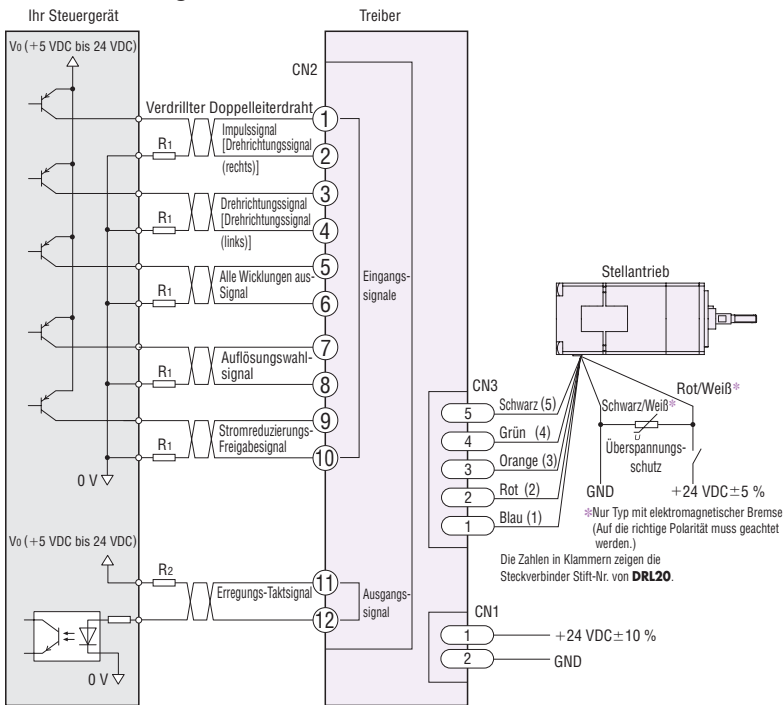 Ihr Steuergerät
Treiber
V0 (+5 VDC bis 24 VDC)
CN2
Verdrillter Doppelleiterdraht
1
Impulssignal
[Drehrichtungssignal
(rechts)]
R1
2
3
Drehrichtungssignal
[Drehrichtungssignal
(links)]
R1
4
5
Alle Wicklungen aus-
Signal
R1
6
Eingangs-
signale
7
Auflösungswahl-
signal
R1
8
9
Stromreduzierungs-
Freigabesignal
R1
10
0 V
Stellantrieb
CN3
5 Schwarz (5)
4 Grün (4)
3 Orange (3)
2 Rot (2)
1 Blau (1)
Rot/Weiß*
Schwarz/Weiß*
U
Überspannungs-
schutz
GND
+24 VDC±5 %
*Nur Typ mit elektromagnetischer Bremse
(Auf die richtige Polarität muss geachtet
werden.)
Die Zahlen in Klammern zeigen die
Steckverbinder Stift-Nr. von DRL20.
V0 (+5 VDC bis 24 VDC)
R2
11
Erregungs-Taktsignal
12
Ausgangs-
signal
0 V
CN1
1 +24 VDC±10 %
2 GND